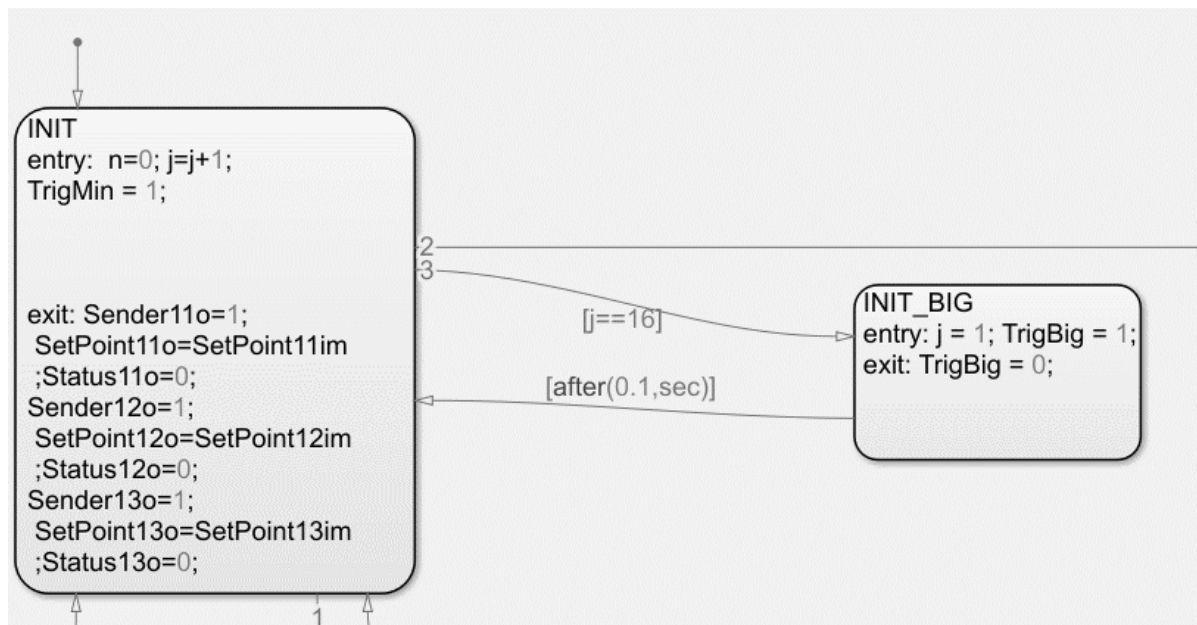 INIT
entry:  n=0; j=j+1;
TrigMin = 1;
exit: Sender11o=1;
SetPoint11o=SetPoint11im
;Status11o=0;
Sender12o=1;
SetPoint12o=SetPoint12im
;Status12o=0;
Sender13o=1;
SetPoint13o=SetPoint13im
;Status13o=0;
1
2
3
[j==16]
[after(0.1,sec)]
INIT_BIG
entry: j = 1; TrigBig = 1;
exit: TrigBig = 0;